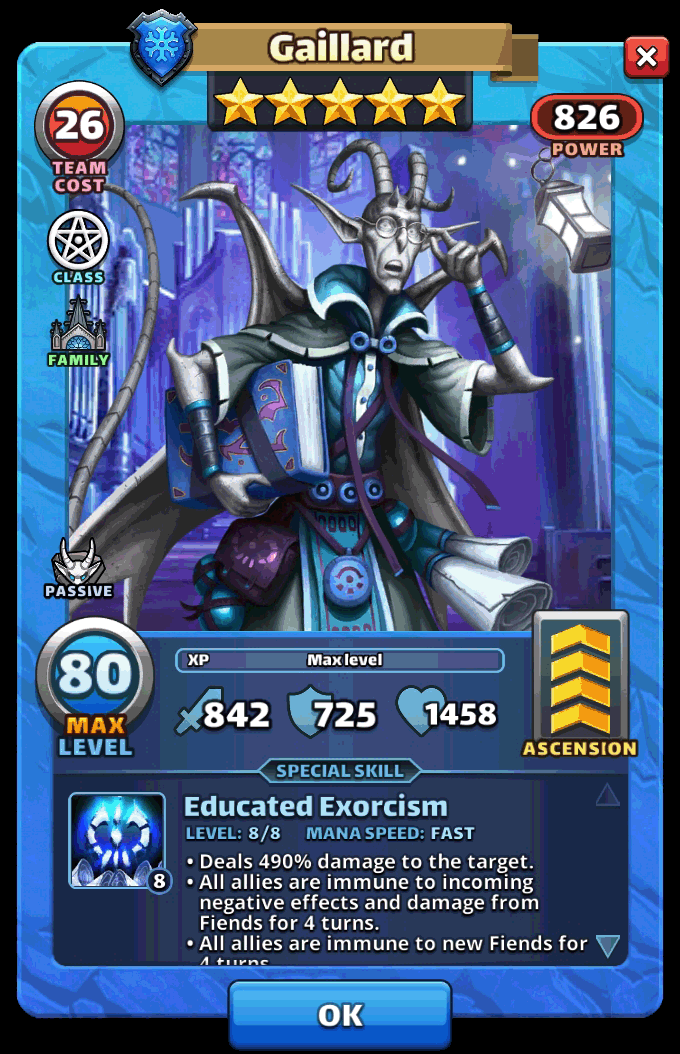 Gaillard
26
TEAM
COST
826
POWER
CLASS
FAMILY
PASSIVE
80
MAX
LEVEL
XP
Max level
842
725
1458
ASCENSION
SPECIAL SKILL
8
Educated Exorcism
LEVEL: 8/8 MANA SPEED: FAST
• Deals 490% damage to the target.
• All allies are immune to incoming
negative effects and damage from
Fiends for 4 turns.
• All allies are immune to new Fiends for
4 turns.
OK